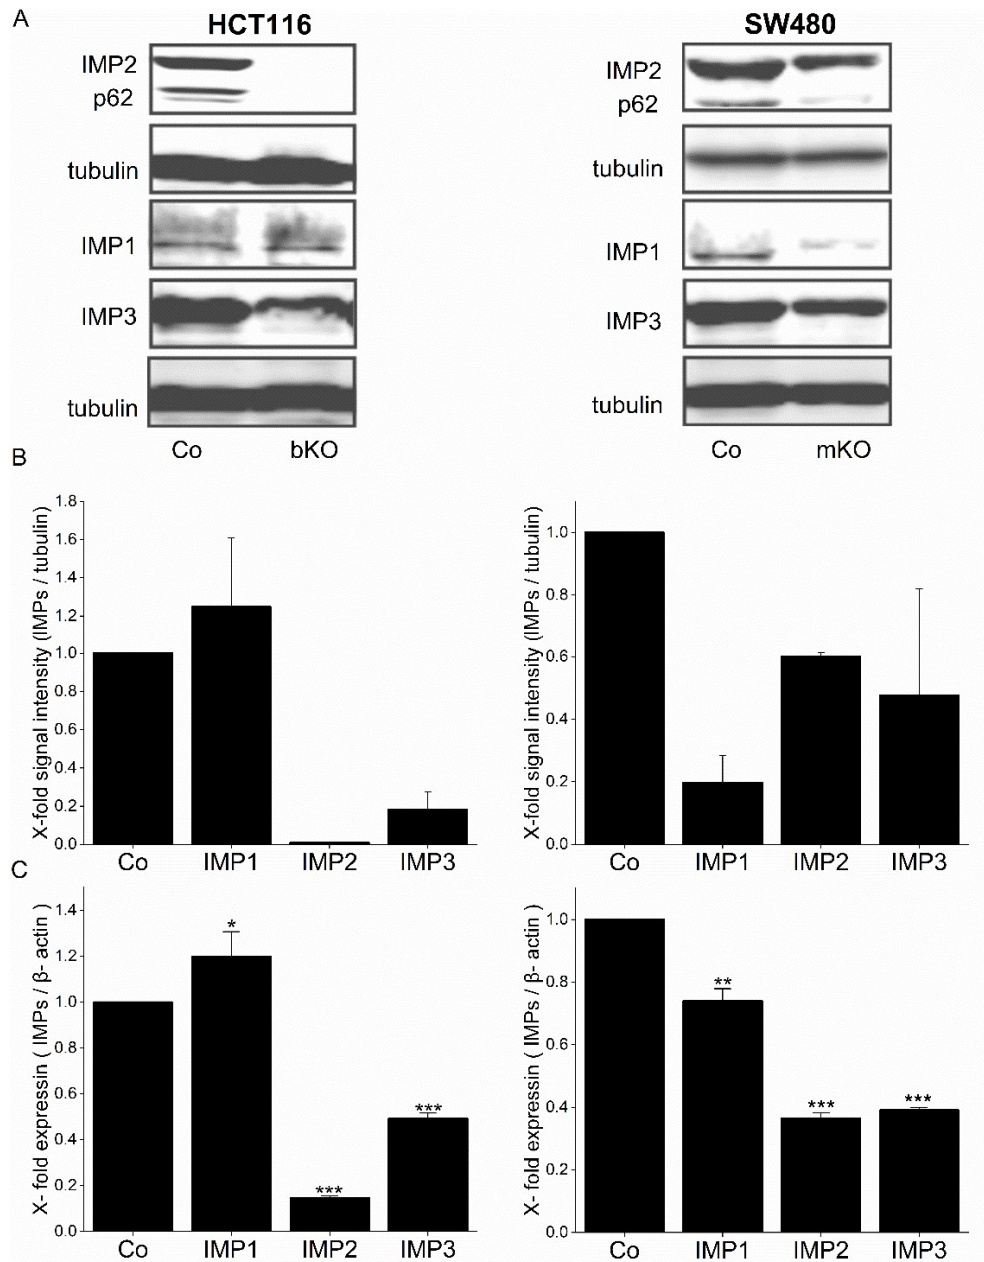 A
HCT116
SW480
IMP2
p62
tubulin
IMP1
IMP3
tubulin
Co bKO
IMP2
p62
tubulin
IMP1
IMP3
tubulin
Co mKO
B
X-fold signal intensity (IMPs / tubulin)
1.8
1.6
1.4
1.2
1.0
0.8
0.6
0.4
0.2
0.0
Co IMP1 IMP2 IMP3
X-fold signal intensity (IMPs / tubulin)
1.0
0.8
0.6
0.4
0.2
0.0
Co IMP1 IMP2 IMP3
C
X- fold expressin ( IMPs / β- actin )
1.4
1.2
1.0
0.8
0.6
0.4
0.2
0.0
*
***
***
Co IMP1 IMP2 IMP3
X- fold expressin ( IMPs / β- actin )
1.0
0.8
0.6
0.4
0.2
0.0
**
***
***
Co IMP1 IMP2 IMP3